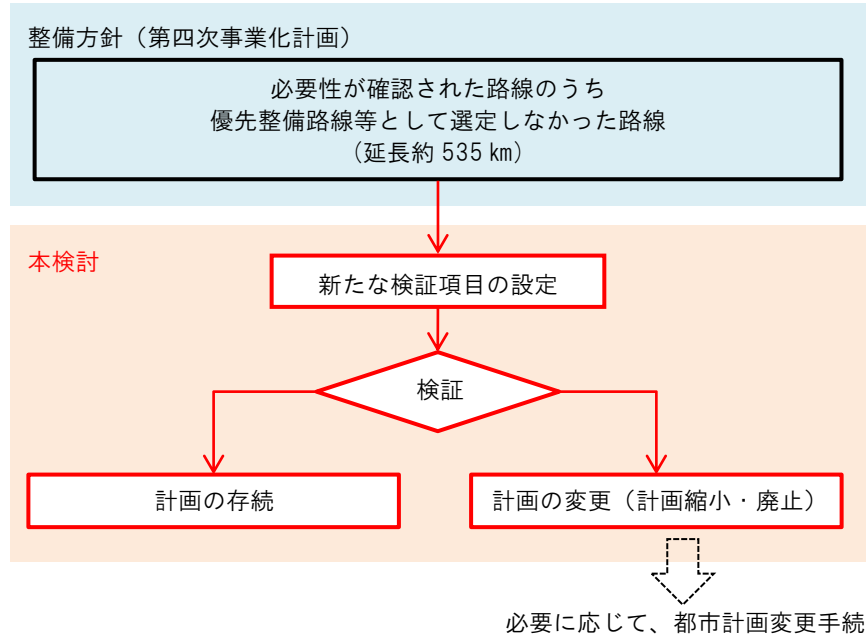 整備方針（第四次事業化計画）
必要性が確認された路線のうち
優先整備路線等として選定しなかった路線
（延長約 535 km）
本検討
新たな検証項目の設定
検証
計画の存続
計画の変更（計画縮小・廃止）
必要に応じて、都市計画変更手続